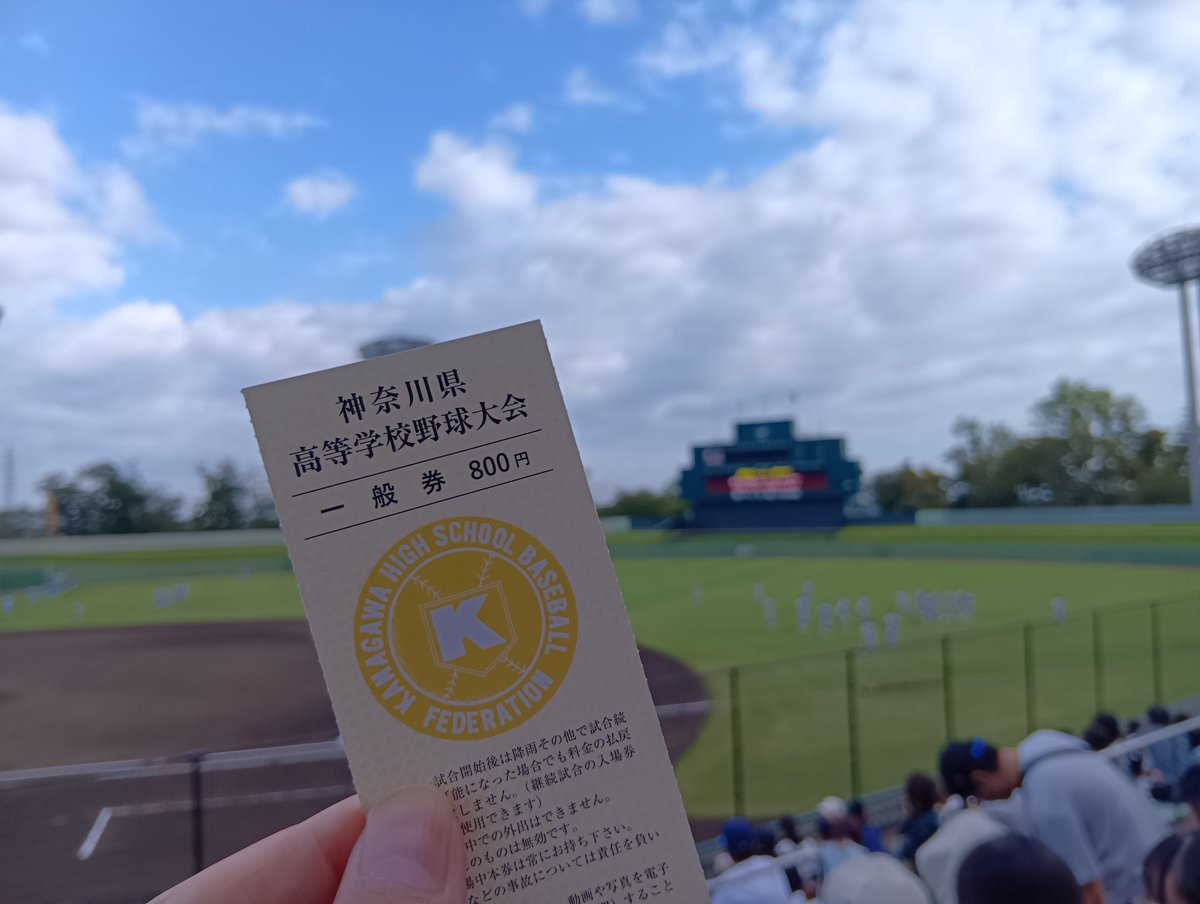 神奈川県
高等学校野球大会
一般券 800円
KANAGAWA HIGH SCHOOL BASEBALL FEDERATION
K
試合開始後は降雨その他で試合続
能になった場合でも料金の払戻
しません。(継続試合の入場券
使用できます)
中での外出はできません。
のものは無効です。
場中本券は常にお持ち下さい。
などの事故については責任を負い
動画や写真を電子
すること